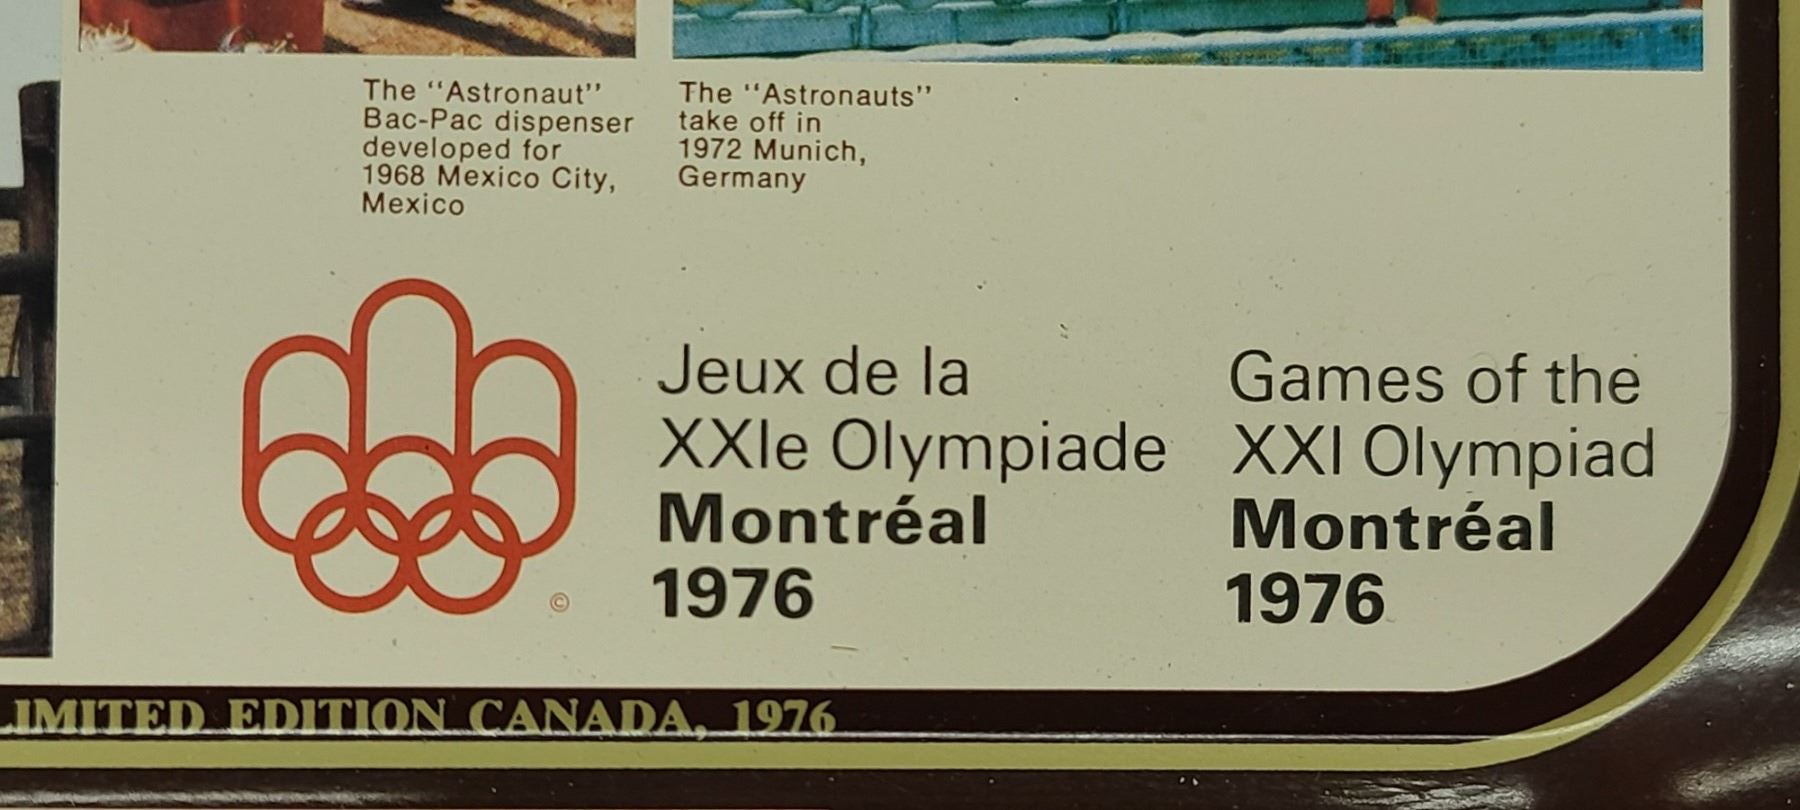 The "Astronaut"
Bac-Pac dispenser
developed for
1968 Mexico City,
Mexico
The "Astronauts"
take off in
1972 Munich,
Germany
Jeux de la
XXIe Olympiade
Montréal
1976
Games of the
XXI Olympiad
Montréal
1976
©
LIMITED EDITION CANADA, 1976